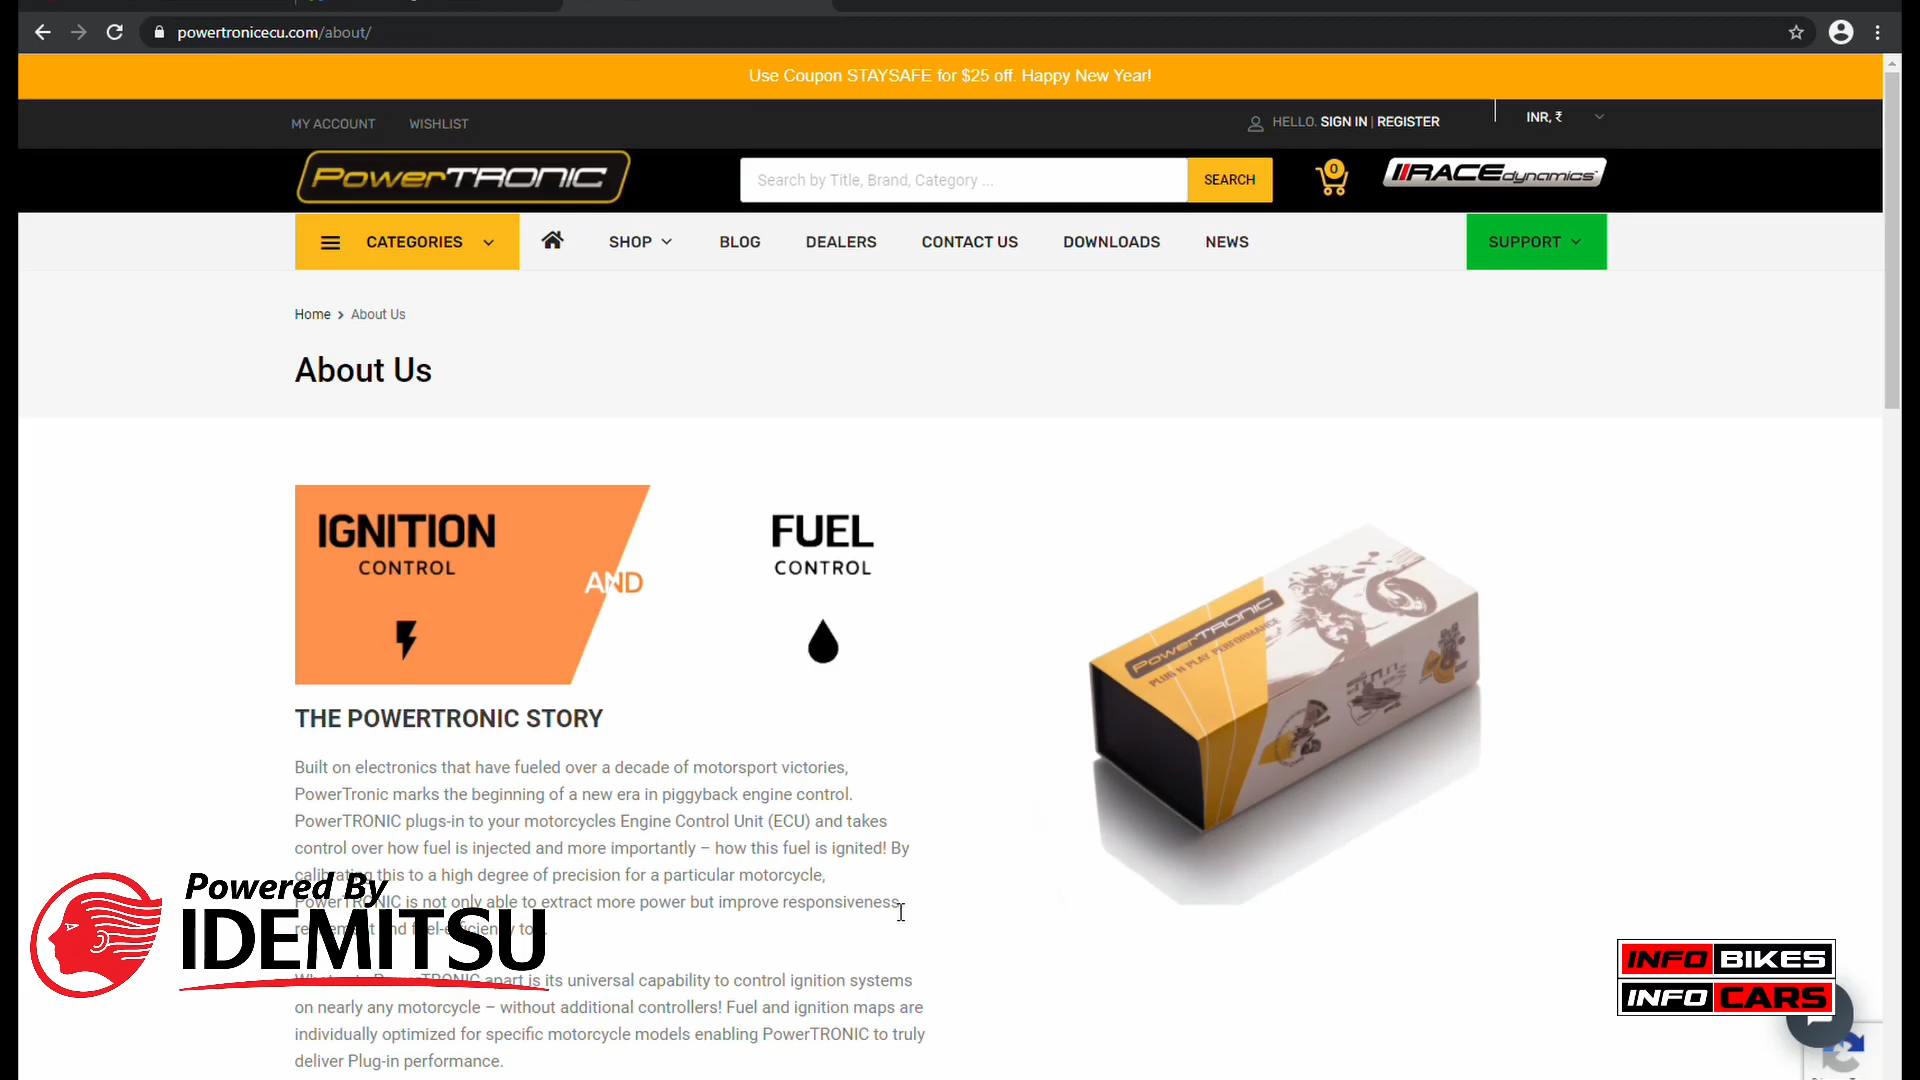 powertronicecu.com/about/
Use Coupon STAYSAFE for $25 off. Happy New Year!
MY ACCOUNT WISHLIST
HELLO. SIGN IN | REGISTER
INR, ₹
PowerTRONIC
Search by Title, Brand, Category ...
SEARCH
0
RACEdynamics
CATEGORIES
SHOP
BLOG
DEALERS
CONTACT US
DOWNLOADS
NEWS
SUPPORT
Home > About Us
About Us
IGNITION
CONTROL
AND
FUEL
CONTROL
PowerTRONIC
PLUG N PLAY PERFORMANCE
THE POWERTRONIC STORY
Built on electronics that have fueled over a decade of motorsport victories,
PowerTronic marks the beginning of a new era in piggyback engine control.
PowerTRONIC plugs-in to your motorcycles Engine Control Unit (ECU) and takes
control over how fuel is injected and more importantly – how this fuel is ignited! By
calibrating this to a high degree of precision for a particular motorcycle,
PowerTRONIC is not only able to extract more power but improve responsiveness,
and fuel-efficiency too.
PowerTRONIC apart is its universal capability to control ignition systems
on nearly any motorcycle – without additional controllers! Fuel and ignition maps are
individually optimized for specific motorcycle models enabling PowerTRONIC to truly
deliver Plug-in performance.
Powered By
IDEMITSU
INFO BIKES
INFO CARS